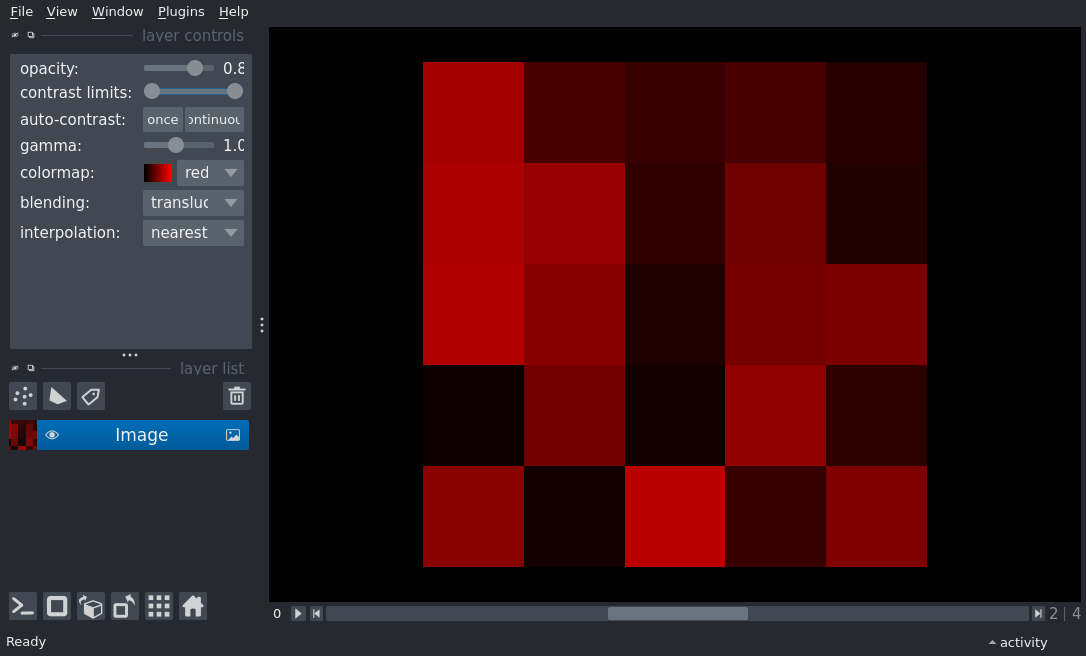 File View Window Plugins Help
layer controls
opacity: 0.8
contrast limits:
auto-contrast: once ontinuou
gamma: 1.0
colormap: red
blending: transluc
interpolation: nearest
layer list
Image
0 2 | 4
Ready activity